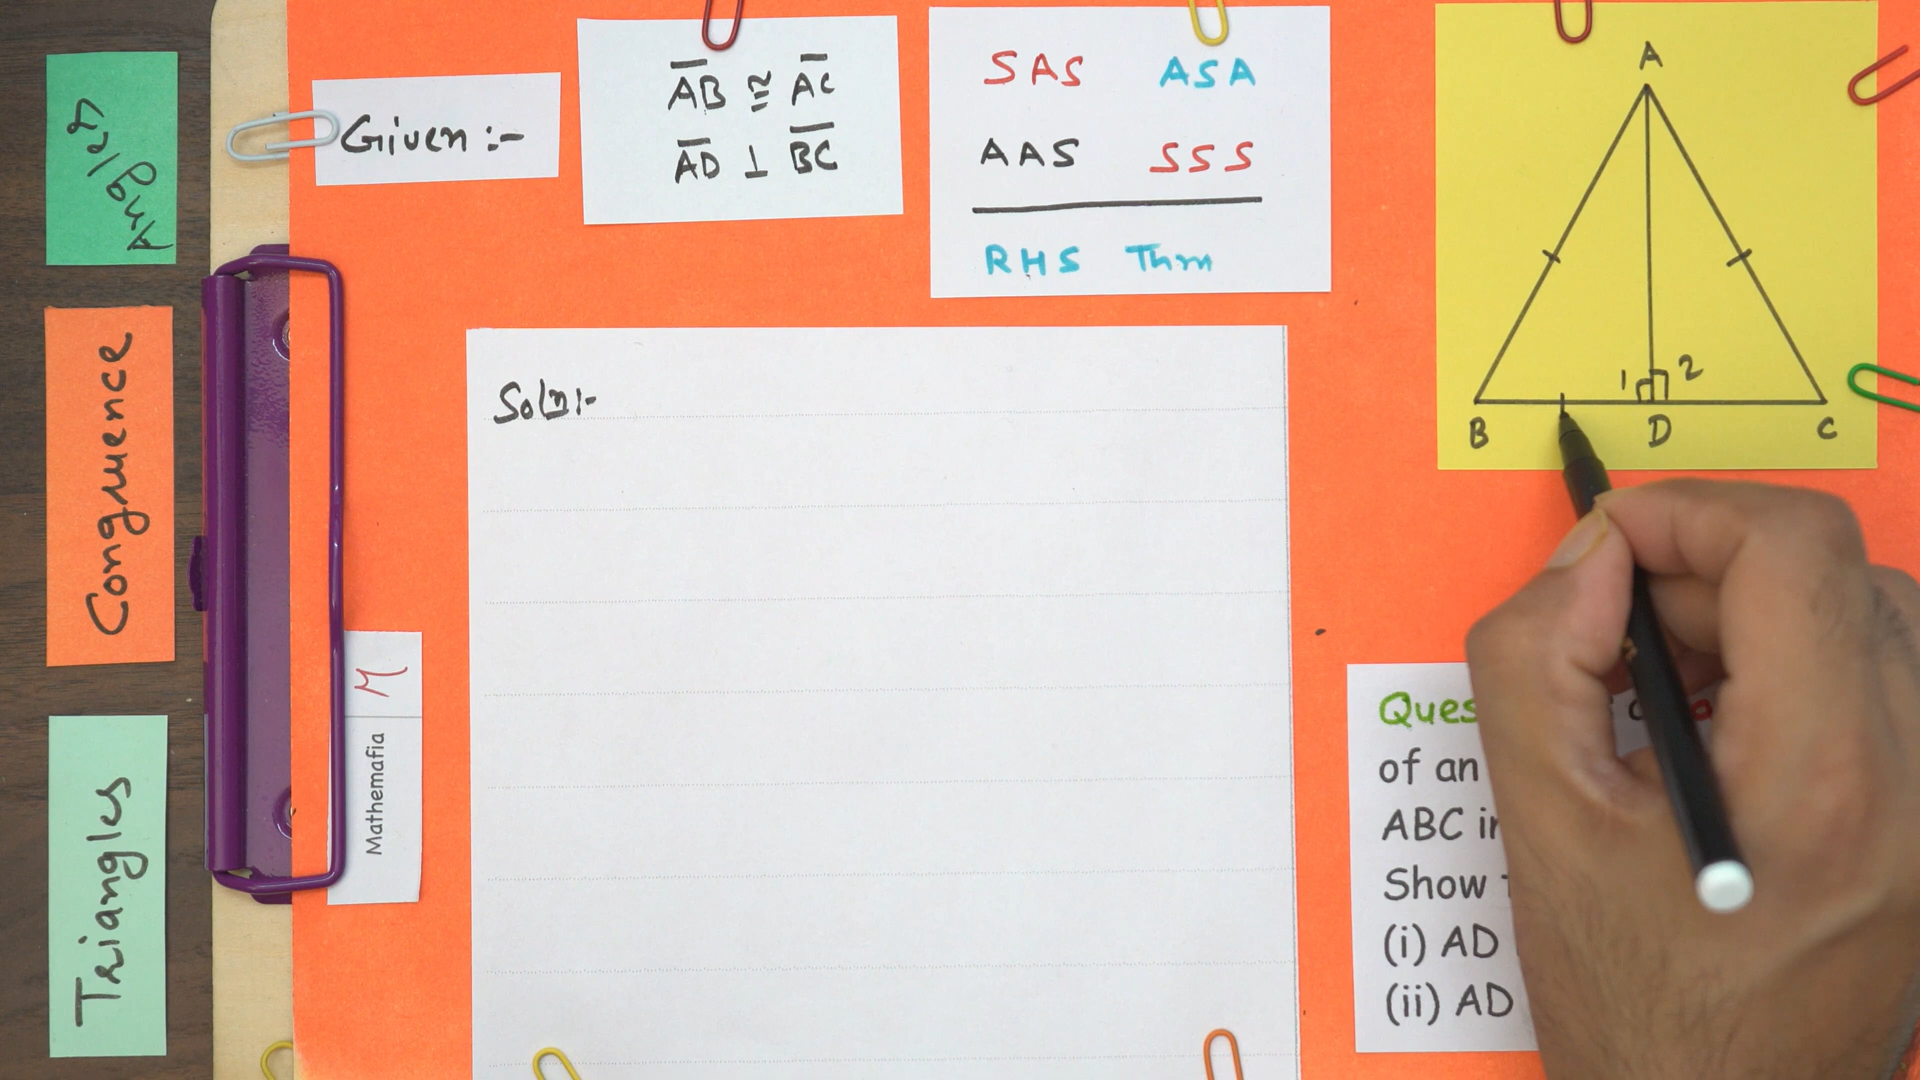 Angles
Congruence
Triangles
Given :-
AB ≅ AC
AD ⊥ BC
SAS ASA
AAS SSS
RHS Thm
A
1 2
B D C
Soln:-
M
Mathemafia
of an
ABC
Show
(i) AD
(ii) AD